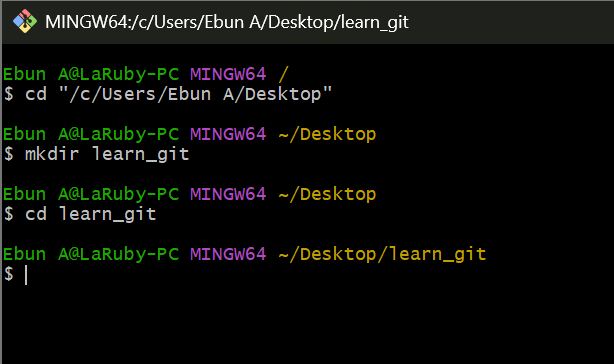 MINGW64:/c/Users/Ebun A/Desktop/learn_git
Ebun A@LaRuby-PC MINGW64 /
$ cd "/c/Users/Ebun A/Desktop"
Ebun A@LaRuby-PC MINGW64 ~/Desktop
$ mkdir learn_git
Ebun A@LaRuby-PC MINGW64 ~/Desktop
$ cd learn_git
Ebun A@LaRuby-PC MINGW64 ~/Desktop/learn_git
$